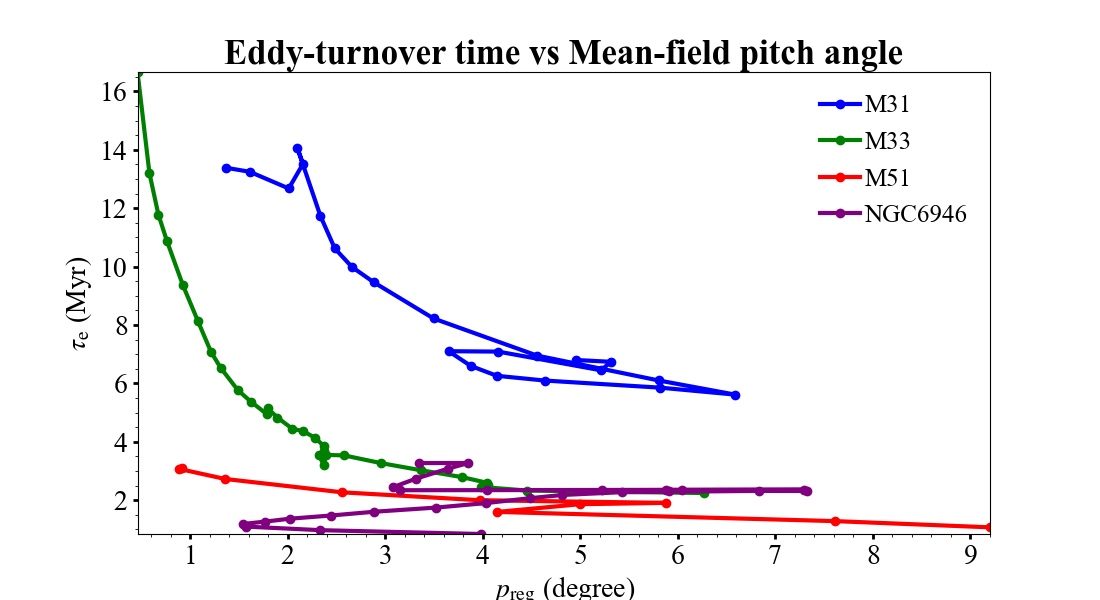 Eddy-turnover time vs Mean-field pitch angle
M31
M33
M51
NGC6946
τe (Myr)
16
14
12
10
8
6
4
2
1 2 3 4 5 6 7 8 9
preg (degree)